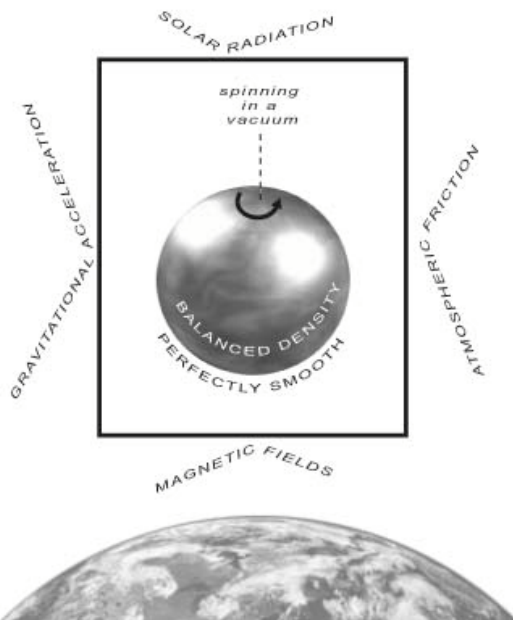 SOLAR RADIATION
spinning
in a
vacuum
GRAVITATIONAL ACCELERATION
ATMOSPHERIC FRICTION
BALANCED DENSITY
PERFECTLY SMOOTH
MAGNETIC FIELDS